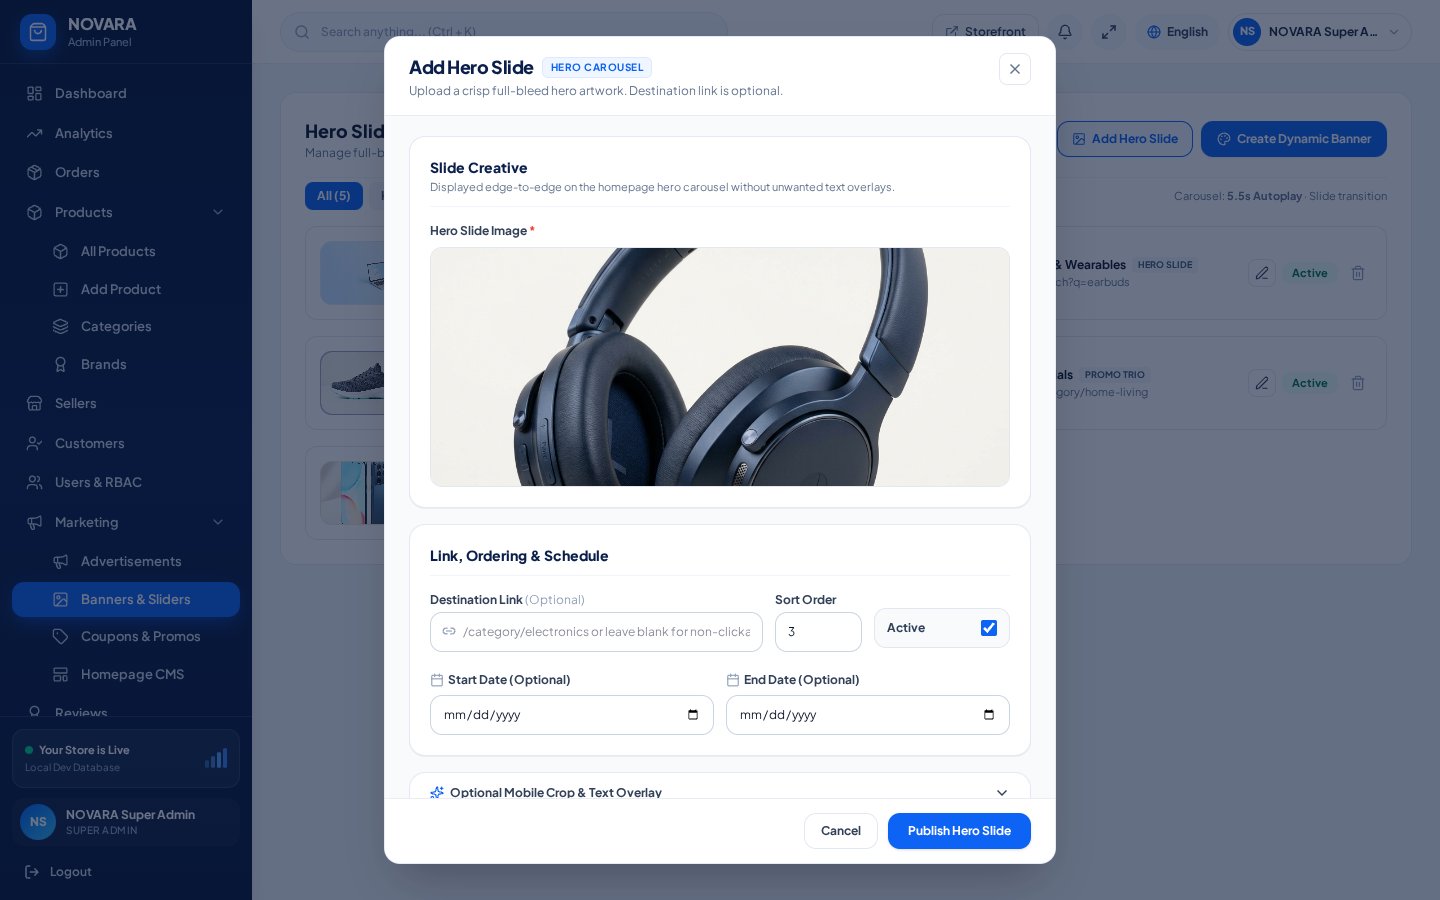 NOVARA
Admin Panel
Dashboard
Analytics
Orders
Products
All Products
Add Product
Categories
Brands
Sellers
Customers
Users & RBAC
Marketing
Advertisements
Banners & Sliders
Coupons & Promos
Homepage CMS
Reviews
Your Store is Live
Local Dev Database
NS
NOVARA Super Admin
SUPER ADMIN
Logout
Search anything... (Ctrl + K)
Storefront
English
NS
NOVARA Super A...
Hero Slid
Manage full-b
Add Hero Slide
Create Dynamic Banner
All (5)
Carousel: 5.5s Autoplay · Slide transition
& Wearables HERO SLIDE
ch?q=earbuds
Active
als PROMO TRIO
gory/home-living
Active
Add Hero Slide HERO CAROUSEL
Upload a crisp full-bleed hero artwork. Destination link is optional.
Slide Creative
Displayed edge-to-edge on the homepage hero carousel without unwanted text overlays.
Hero Slide Image *
Link, Ordering & Schedule
Destination Link (Optional)
/category/electronics or leave blank for non-clicka
Sort Order
3
Active
Start Date (Optional)
mm/dd/yyyy
End Date (Optional)
mm/dd/yyyy
Optional Mobile Crop & Text Overlay
Cancel
Publish Hero Slide